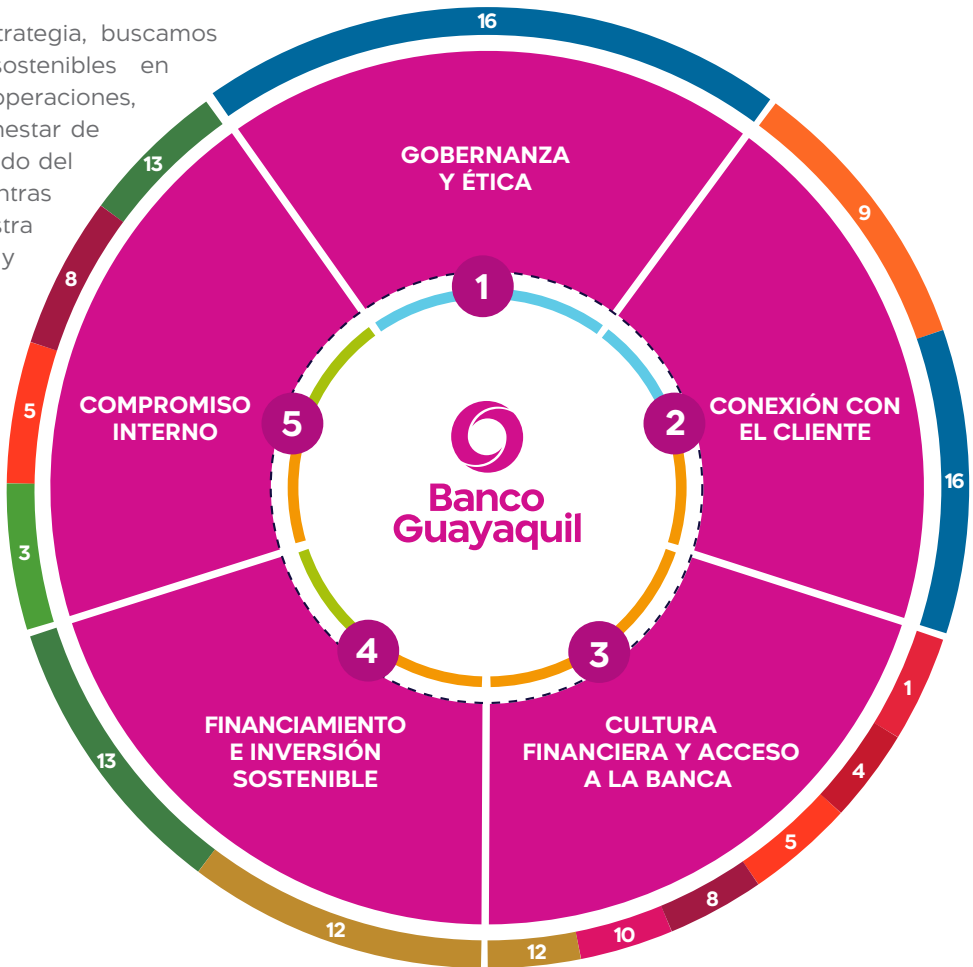 trategia, buscamos
sostenibles en
operaciones,
nestar de
do del
ntras
stra
y
16
9
16
1
4
5
8
10
12
12
13
3
5
8
13
GOBERNANZA
Y ÉTICA
1
CONEXIÓN CON
EL CLIENTE
2
CULTURA
FINANCIERA Y ACCESO
A LA BANCA
3
FINANCIAMIENTO
E INVERSIÓN
SOSTENIBLE
4
COMPROMISO
INTERNO
5
Banco
Guayaquil